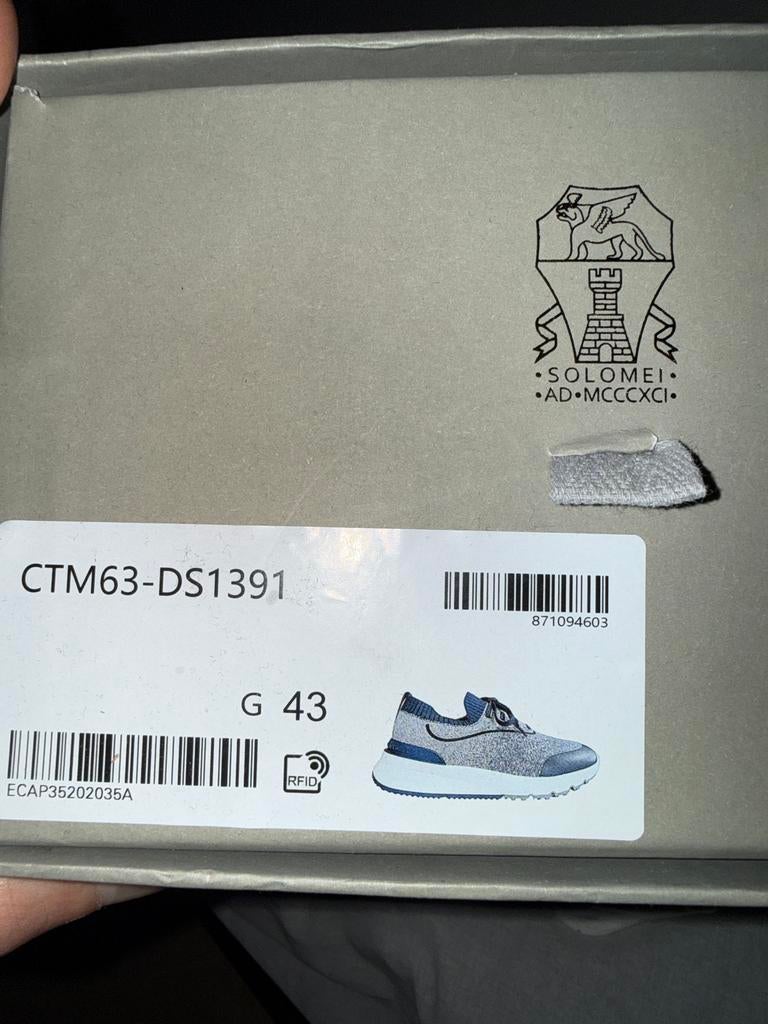 •SOLOMEI•
•AD•MCCCXCI•
CTM63-DS1391
871094603
G 43
RFID
ECAP35202035A